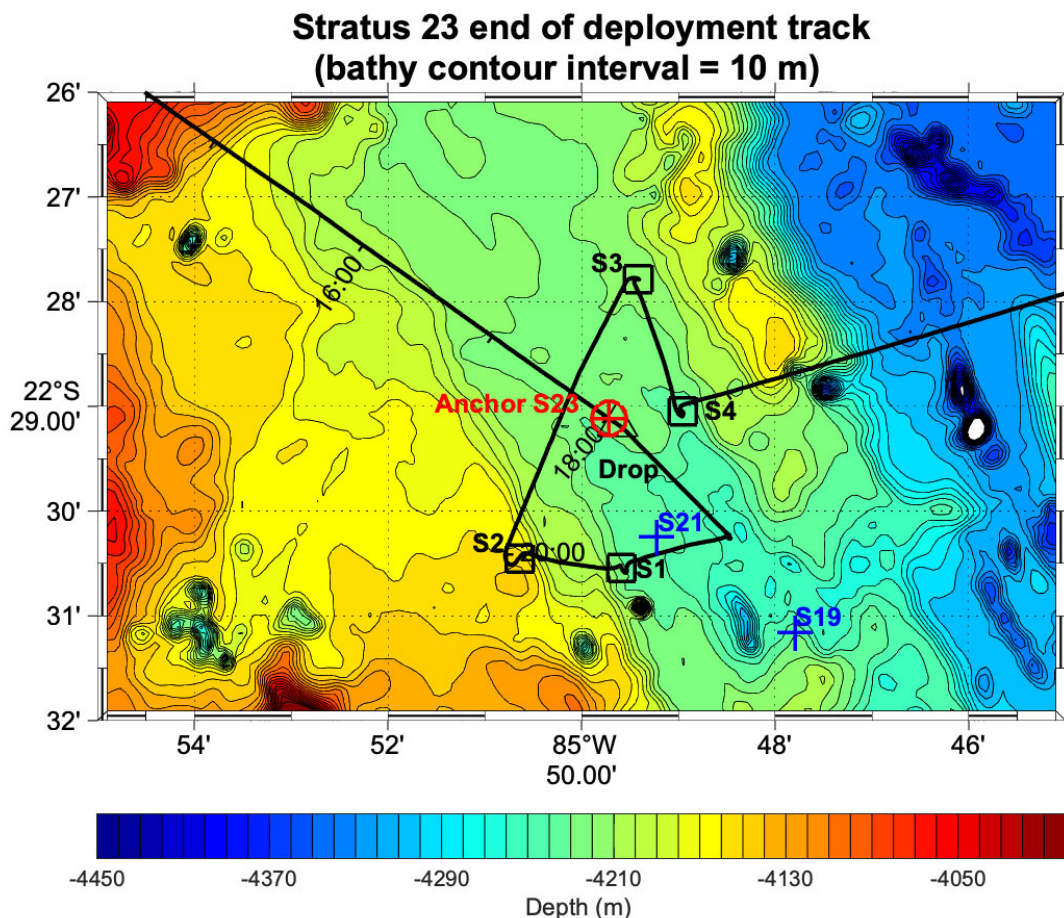 Stratus 23 end of deployment track
(bathy contour interval = 10 m)
26'
27'
28'
22°S
29.00'
30'
31'
32'
16:00
S3
S4
Anchor S23
18:00
Drop
S21
S2
0:00
S1
S19
54'
52'
85°W
50.00'
48'
46'
-4450
-4370
-4290
-4210
-4130
-4050
Depth (m)